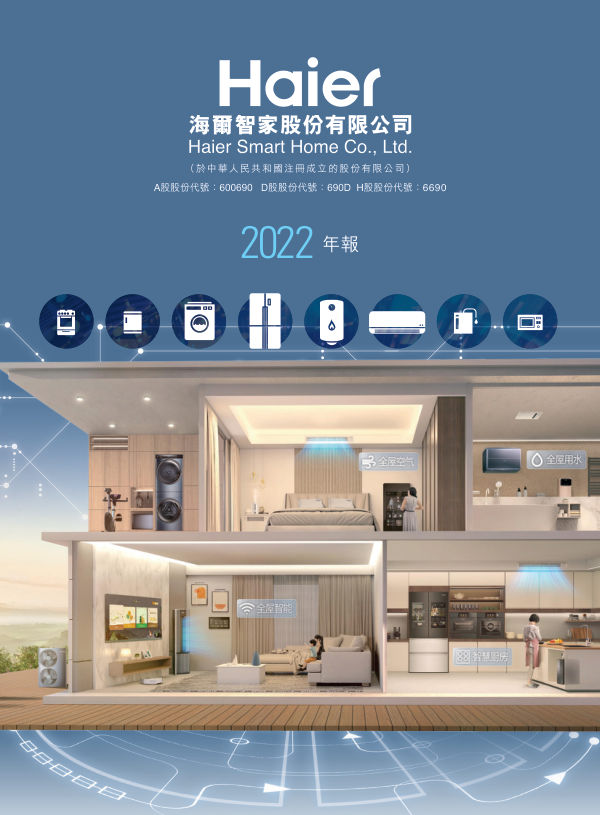 Haier
海爾智家股份有限公司
Haier Smart Home Co., Ltd.
（於中華人民共和國注冊成立的股份有限公司）
A股股份代號：600690 D股股份代號：690D H股股份代號：6690
2022 年報
全屋空气
全屋用水
全屋智能
智慧厨房